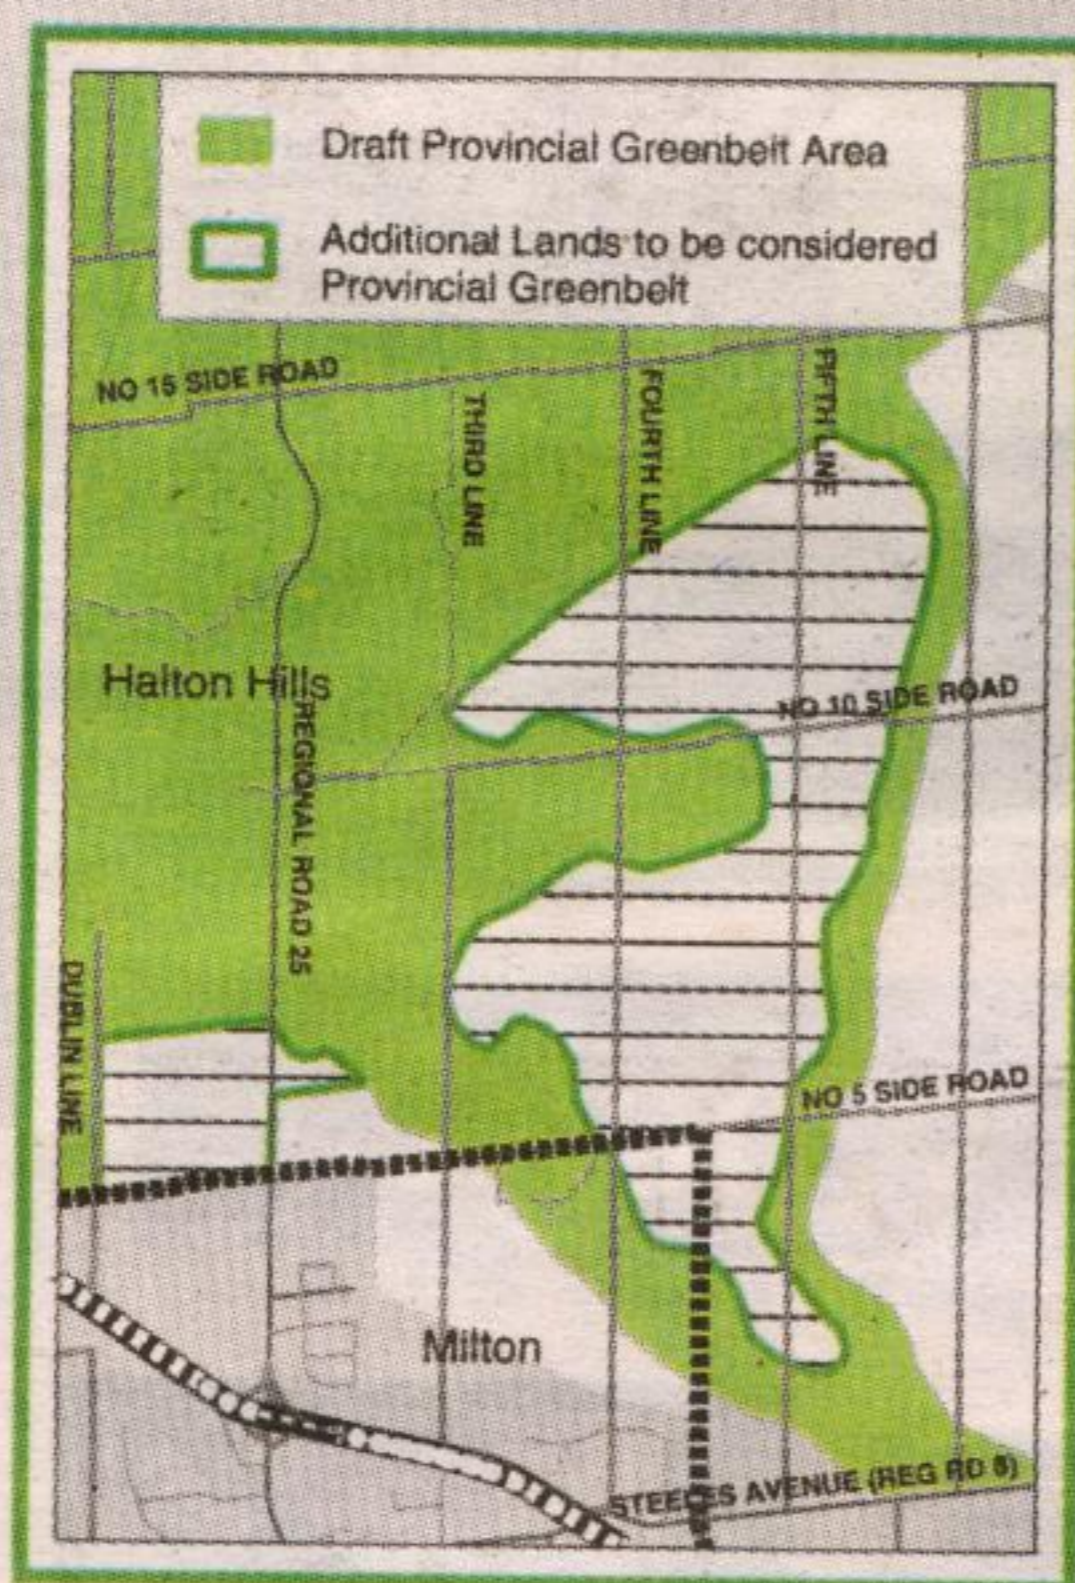 Draft Provincial Greenbelt Area
Additional Lands to be considered
Provincial Greenbelt
NO 15 SIDE ROAD
THIRD LINE
FOURTH LINE
FIFTH LINE
Halton Hills
REGIONAL ROAD 25
NO 10 SIDE ROAD
DUBLIN LINE
NO 5 SIDE ROAD
Milton
STEELES AVENUE (REG RD 8)